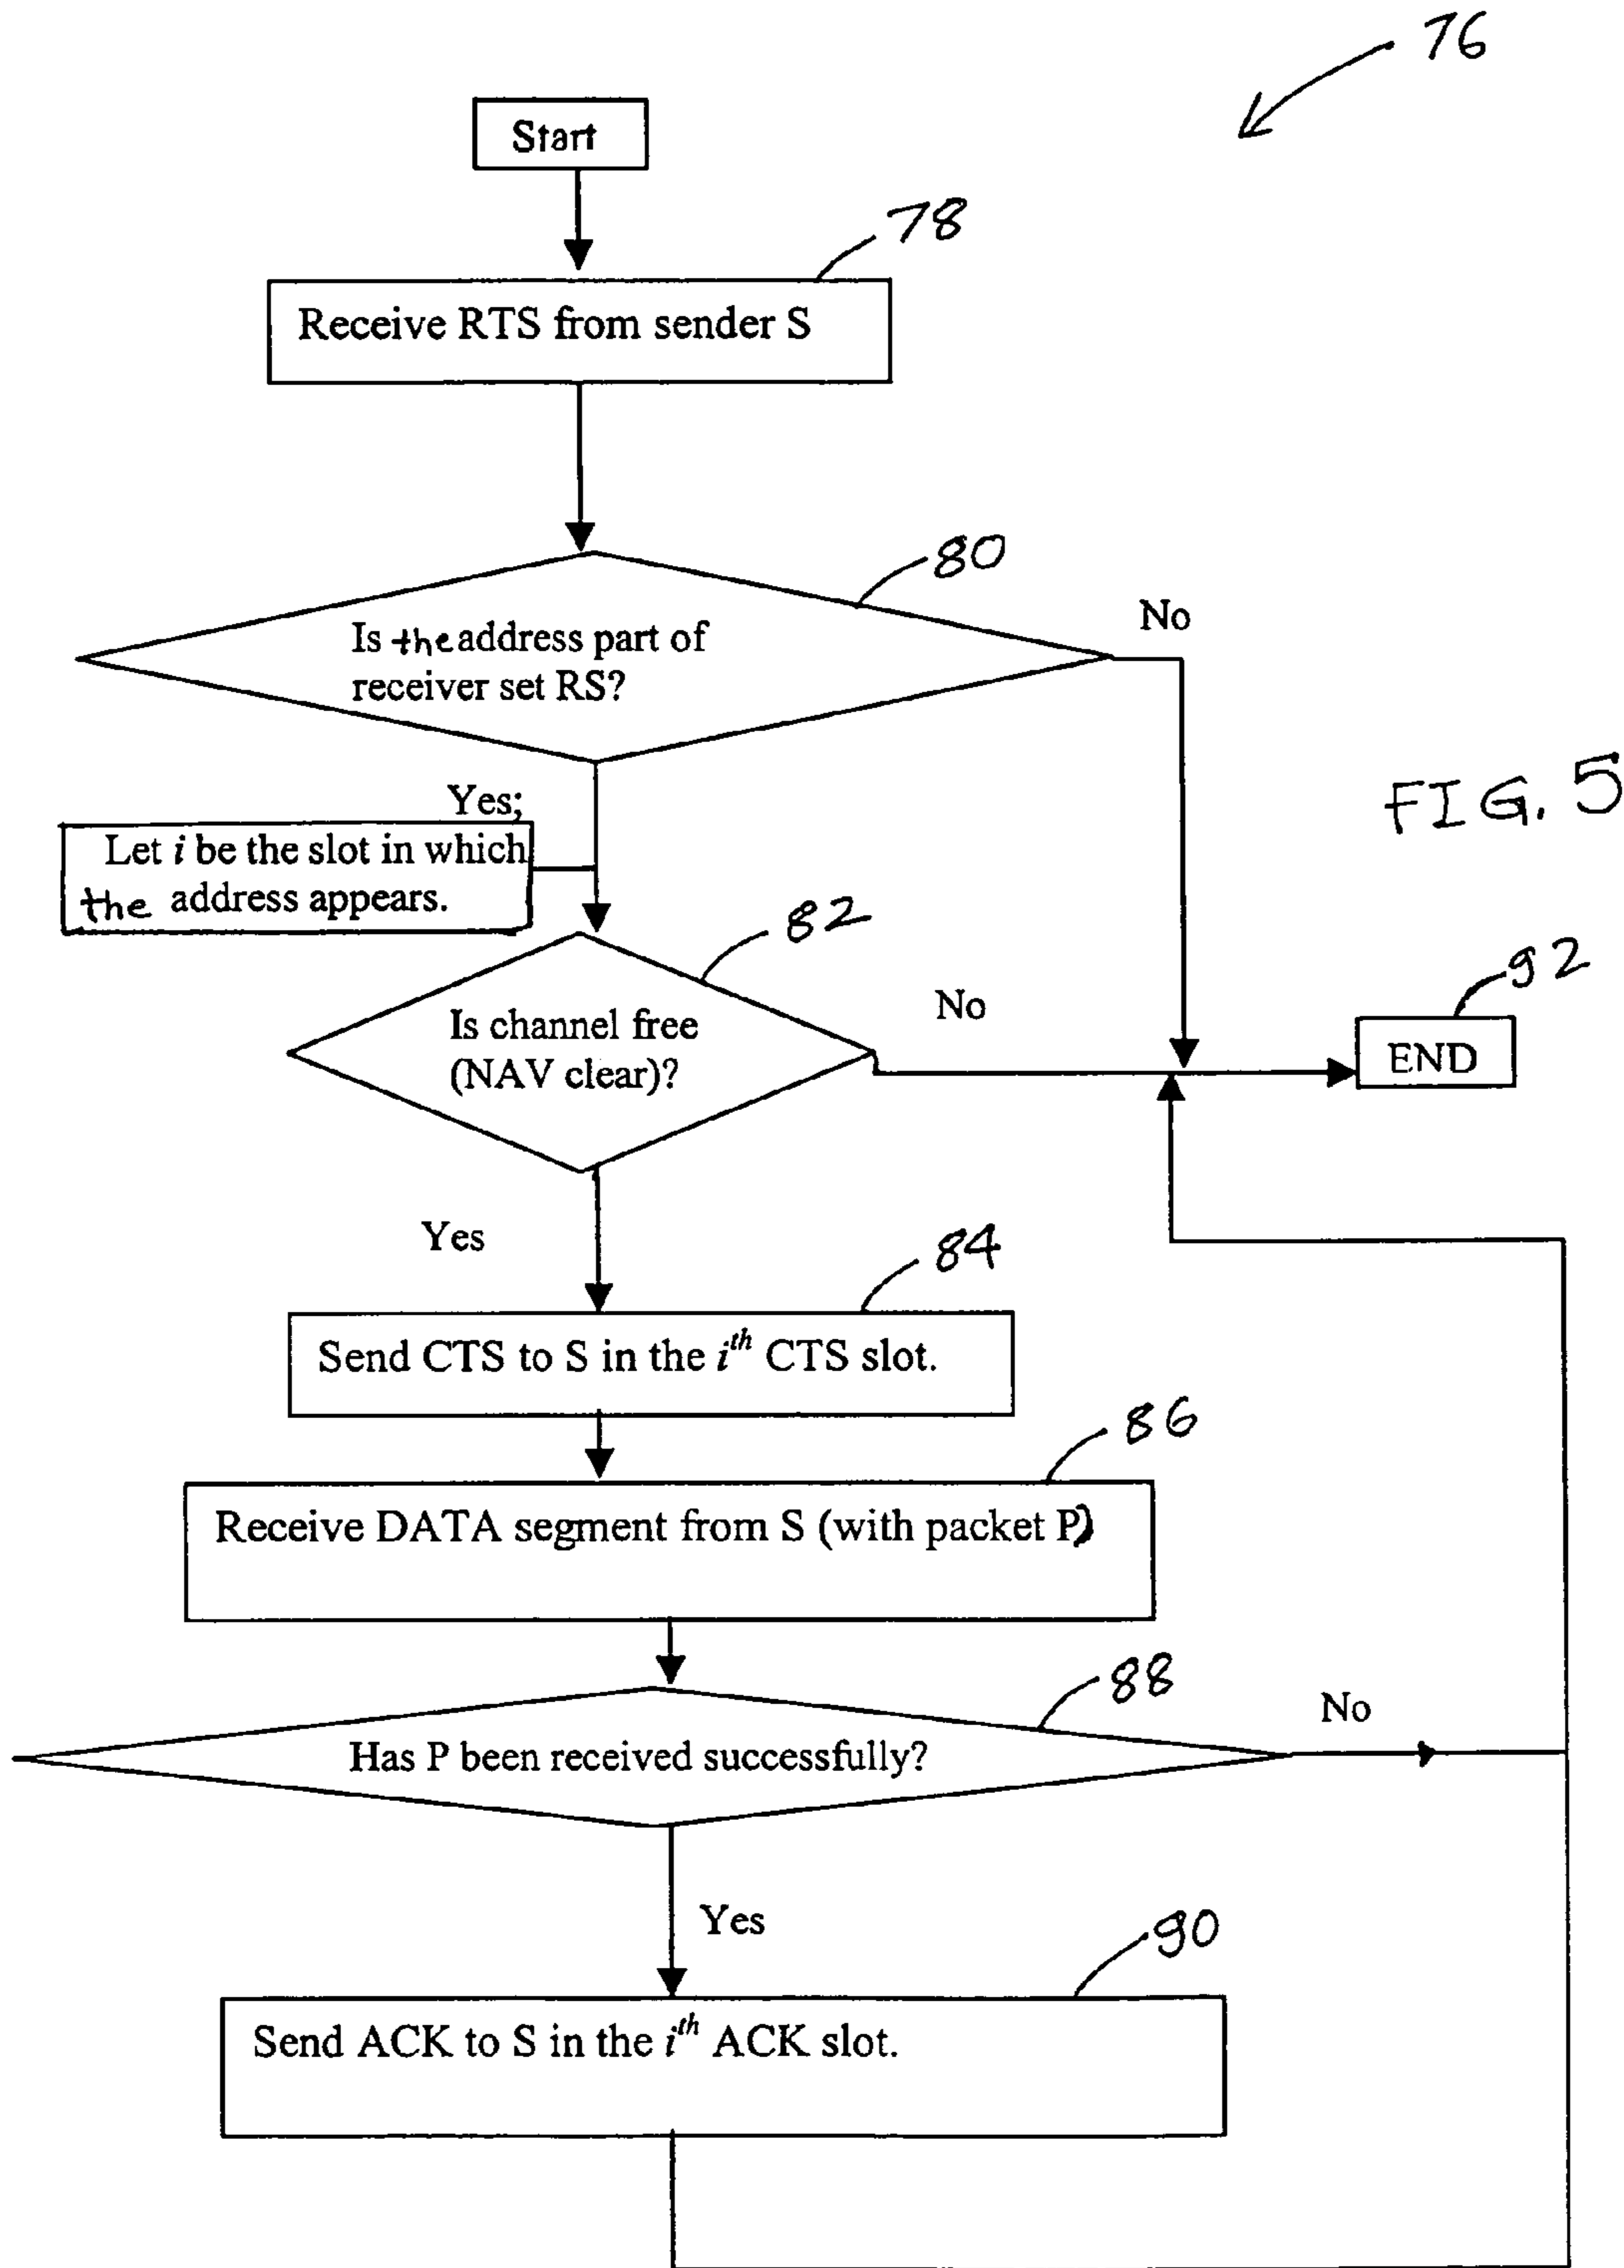 76
Start
78
Receive RTS from sender S
80
No
Is the address part of
receiver set RS?
FIG. 5
Yes;
Let i be the slot in which
the address appears.
82
92
No
Is channel free
(NAV clear)?
END
Yes
84
Send CTS to S in the i^th CTS slot.
86
Receive DATA segment from S (with packet P)
88
No
Has P been received successfully?
Yes
90
Send ACK to S in the i^th ACK slot.